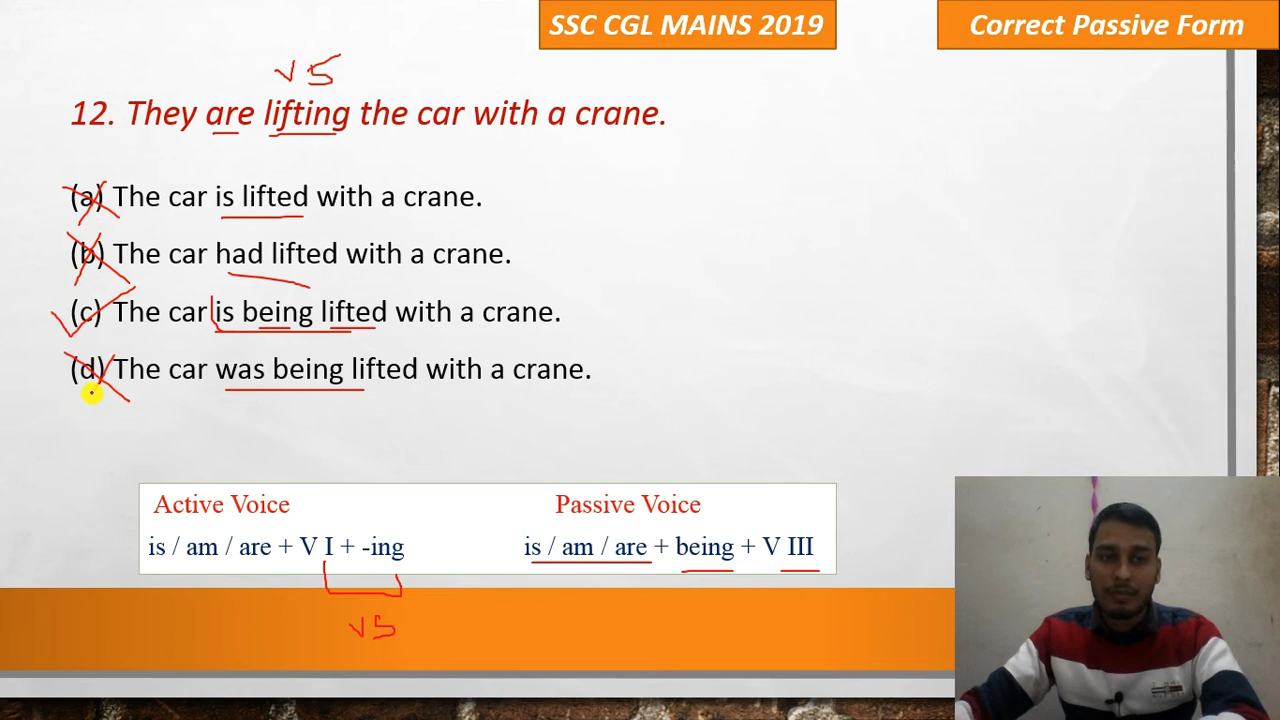 SSC CGL MAINS 2019
Correct Passive Form
V5
12. They are lifting the car with a crane.
(a) The car is lifted with a crane.
(b) The car had lifted with a crane.
(c) The car is being lifted with a crane.
(d) The car was being lifted with a crane.
Active Voice
Passive Voice
is / am / are + V I + -ing
is / am / are + being + V III
V5